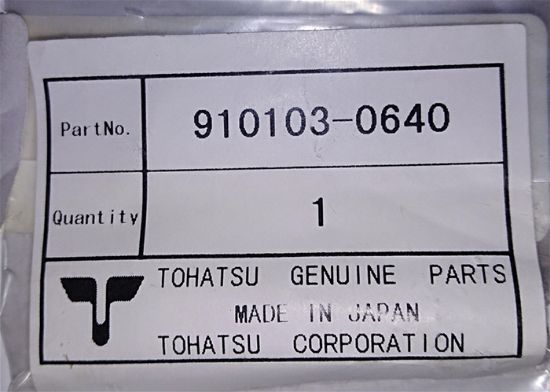 PartNo. 910103-0640
Quantity 1
TOHATSU GENUINE PARTS
MADE IN JAPAN
TOHATSU CORPORATION